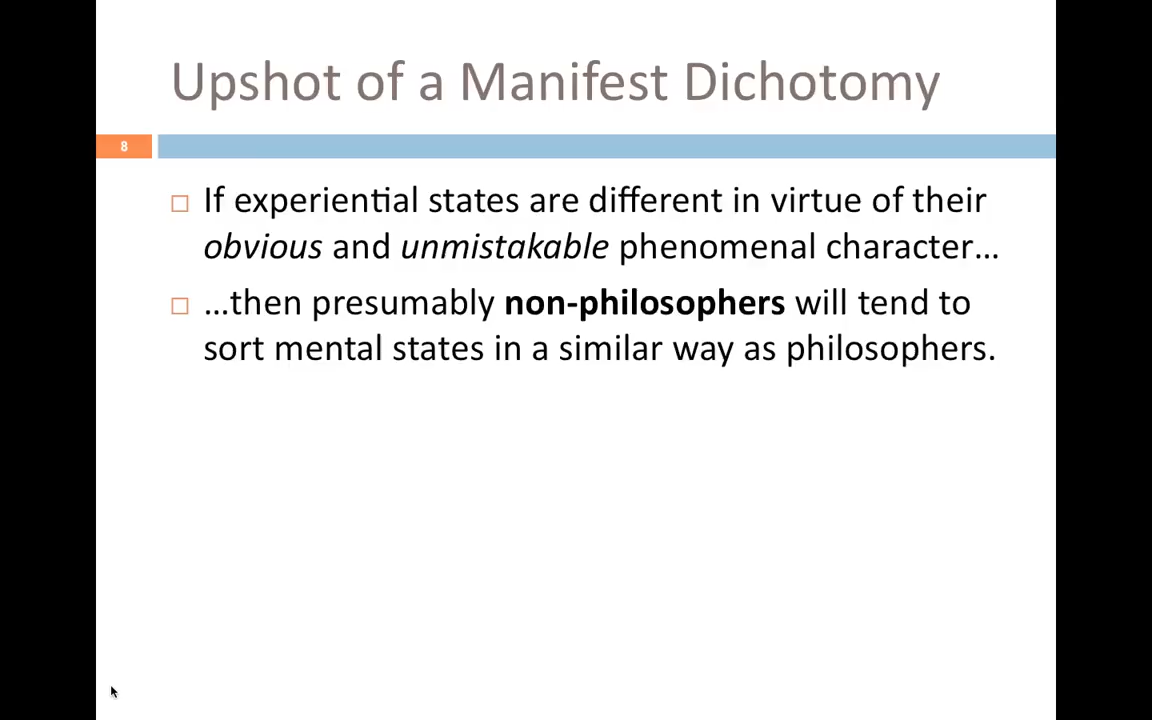 Upshot of a Manifest Dichotomy
8
If experiential states are different in virtue of their
obvious and unmistakable phenomenal character…
…then presumably non-philosophers will tend to
sort mental states in a similar way as philosophers.